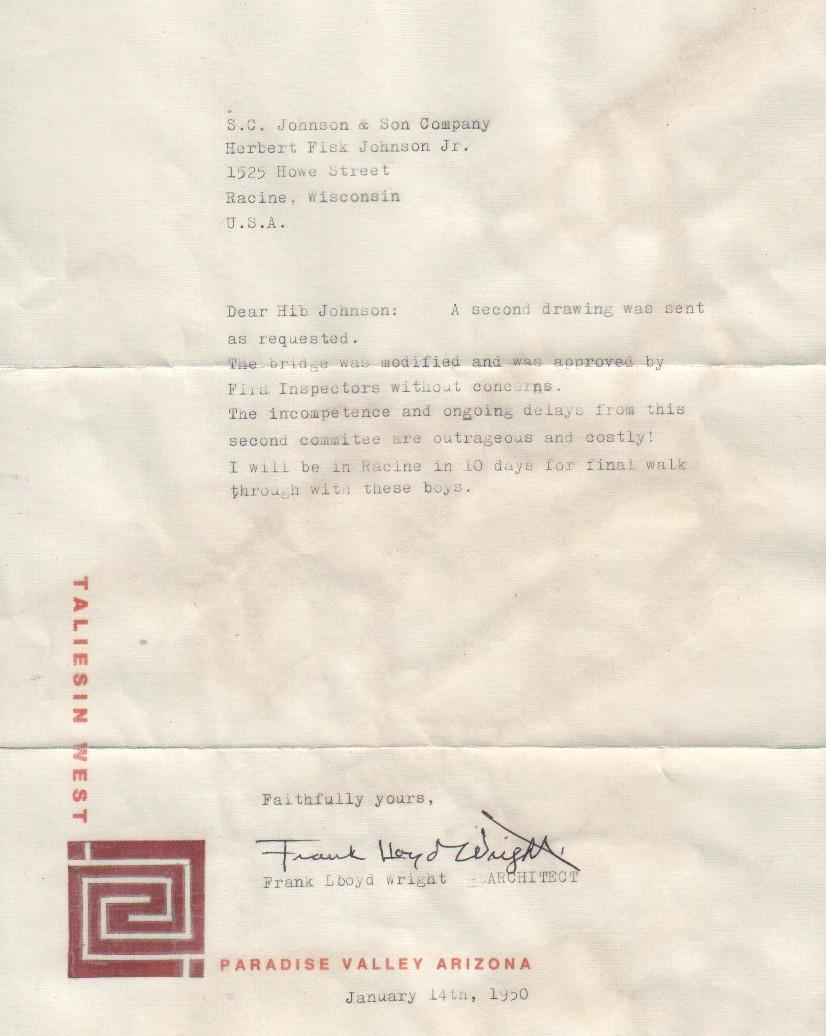 S.C. Johnson & Son Company
Herbert Fisk Johnson Jr.
1525 Howe Street
Racine, Wisconsin
U.S.A.
Dear Hib Johnson: A second drawing was sent
as requested.
The bridge was modified and was approved by
Fire Inspectors without concerns.
The incompetence and ongoing delays from this
second commitee are outrageous and costly!
I will be in Racine in 10 days for final walk
through with these boys.
TALIESIN WEST
Faithfully yours,
Frank Lloyd Wright.
Frank Lboyd Wright - ARCHITECT
PARADISE VALLEY ARIZONA
January 14th, 1950